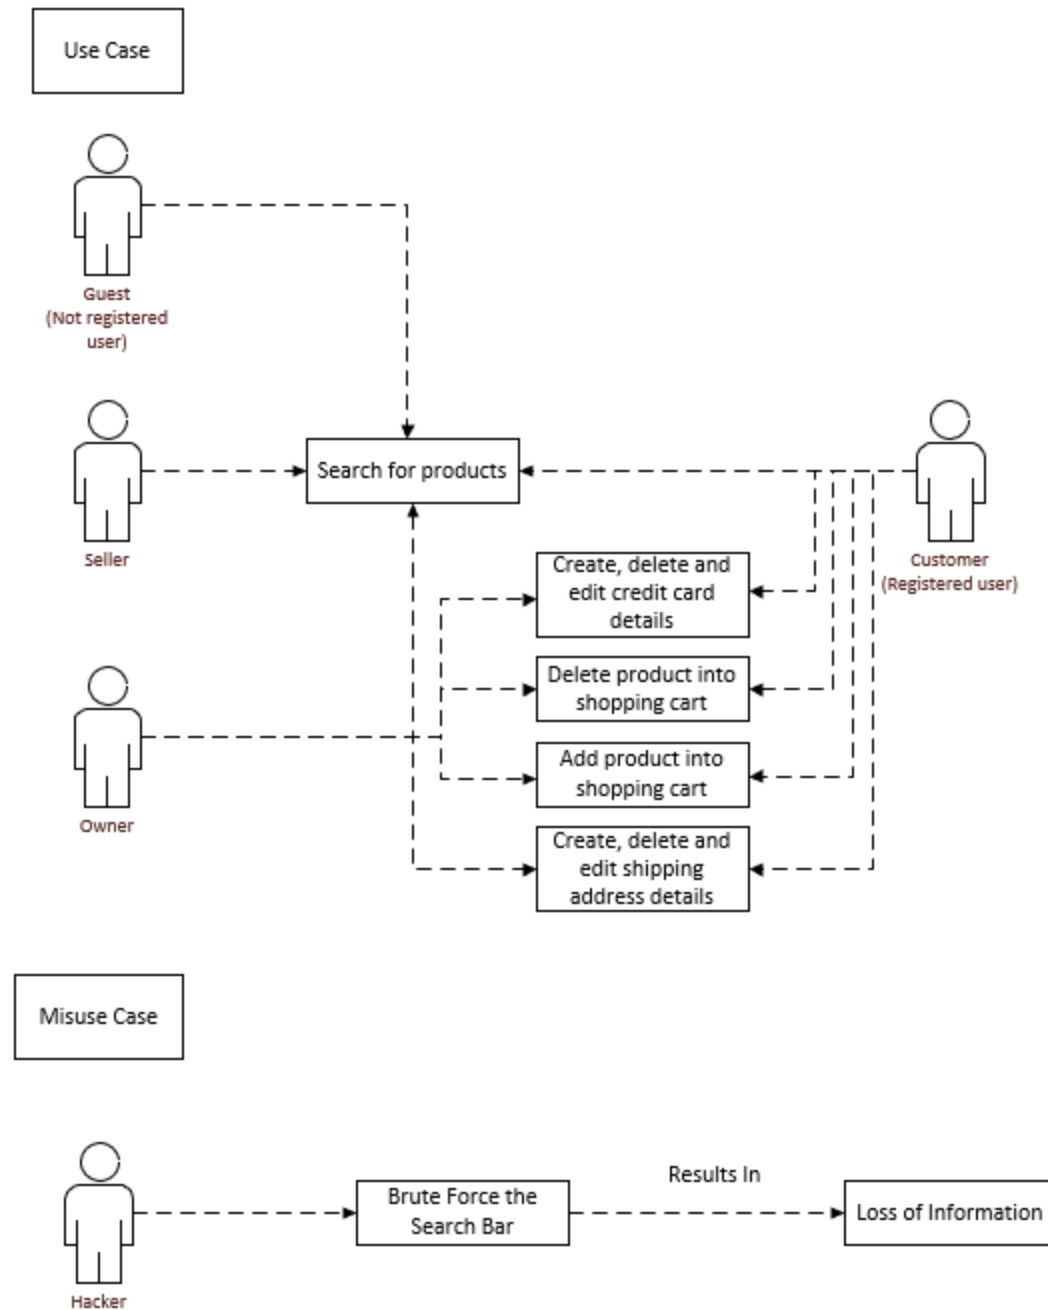 Use Case
Guest
(Not registered
user)
Search for products
Seller
Customer
(Registered user)
Create, delete and
edit credit card
details
Delete product into
shopping cart
Add product into
shopping cart
Owner
Create, delete and
edit shipping
address details
Misuse Case
Results In
Brute Force the
Search Bar
Loss of Information
Hacker